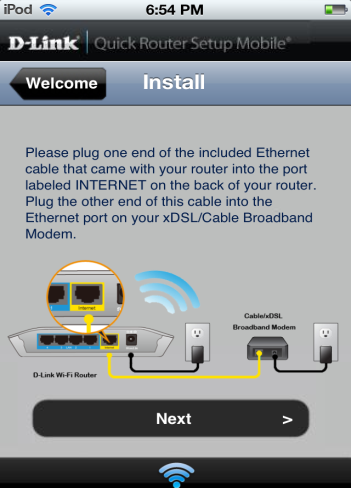 iPod 6:54 PM
D-Link Quick Router Setup Mobile®
Welcome Install
Please plug one end of the included Ethernet
cable that came with your router into the port
labeled INTERNET on the back of your router.
Plug the other end of this cable into the
Ethernet port on your xDSL/Cable Broadband
Modem.
Internet
Cable/xDSL
Broadband Modem
D-Link Wi-Fi Router
Next >